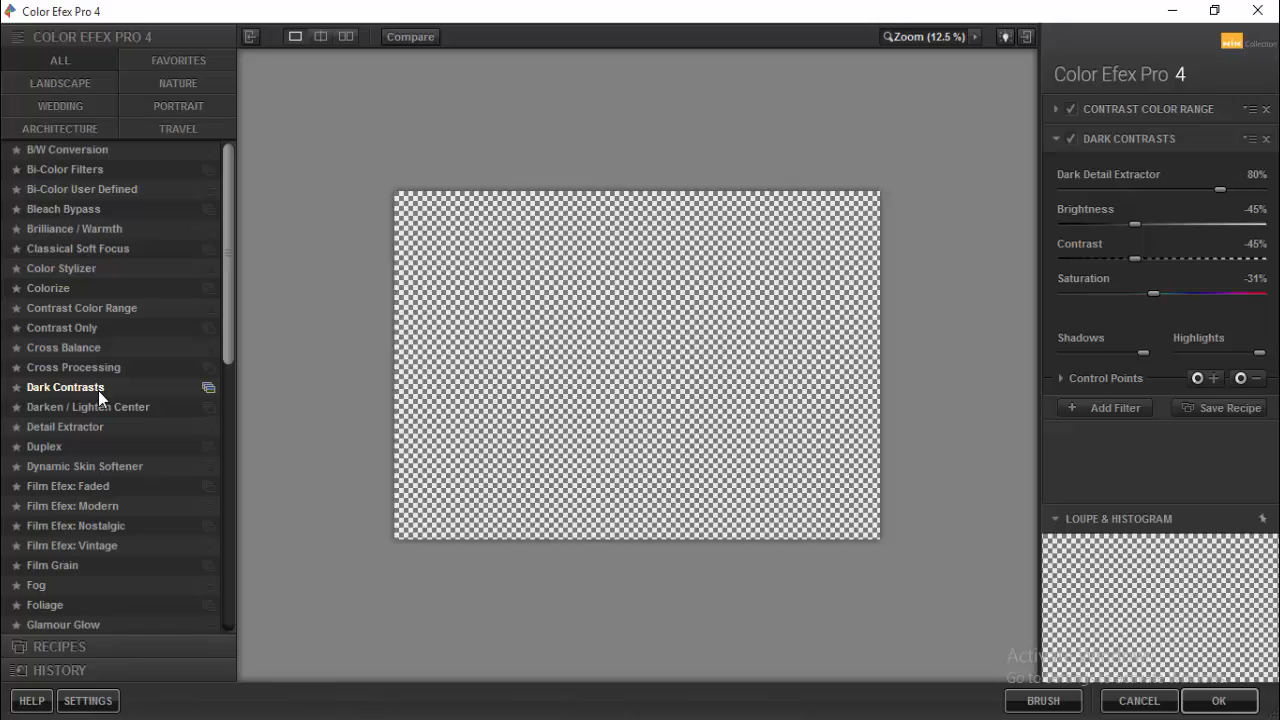 Color Efex Pro 4
COLOR EFEX PRO 4
Compare
Zoom (12.5 %)
nik Collection
ALL
FAVORITES
LANDSCAPE
NATURE
WEDDING
PORTRAIT
ARCHITECTURE
TRAVEL
B/W Conversion
Bi-Color Filters
Bi-Color User Defined
Bleach Bypass
Brilliance / Warmth
Classical Soft Focus
Color Stylizer
Colorize
Contrast Color Range
Contrast Only
Cross Balance
Cross Processing
Dark Contrasts
Darken / Lighten Center
Detail Extractor
Duplex
Dynamic Skin Softener
Film Efex: Faded
Film Efex: Modern
Film Efex: Nostalgic
Film Efex: Vintage
Film Grain
Fog
Foliage
Glamour Glow
RECIPES
HISTORY
HELP
SETTINGS
Color Efex Pro 4
CONTRAST COLOR RANGE
DARK CONTRASTS
Dark Detail Extractor 80%
Brightness -45%
Contrast -45%
Saturation -31%
Shadows Highlights
Control Points
Add Filter
Save Recipe
LOUPE & HISTOGRAM
Go to
BRUSH
CANCEL
OK